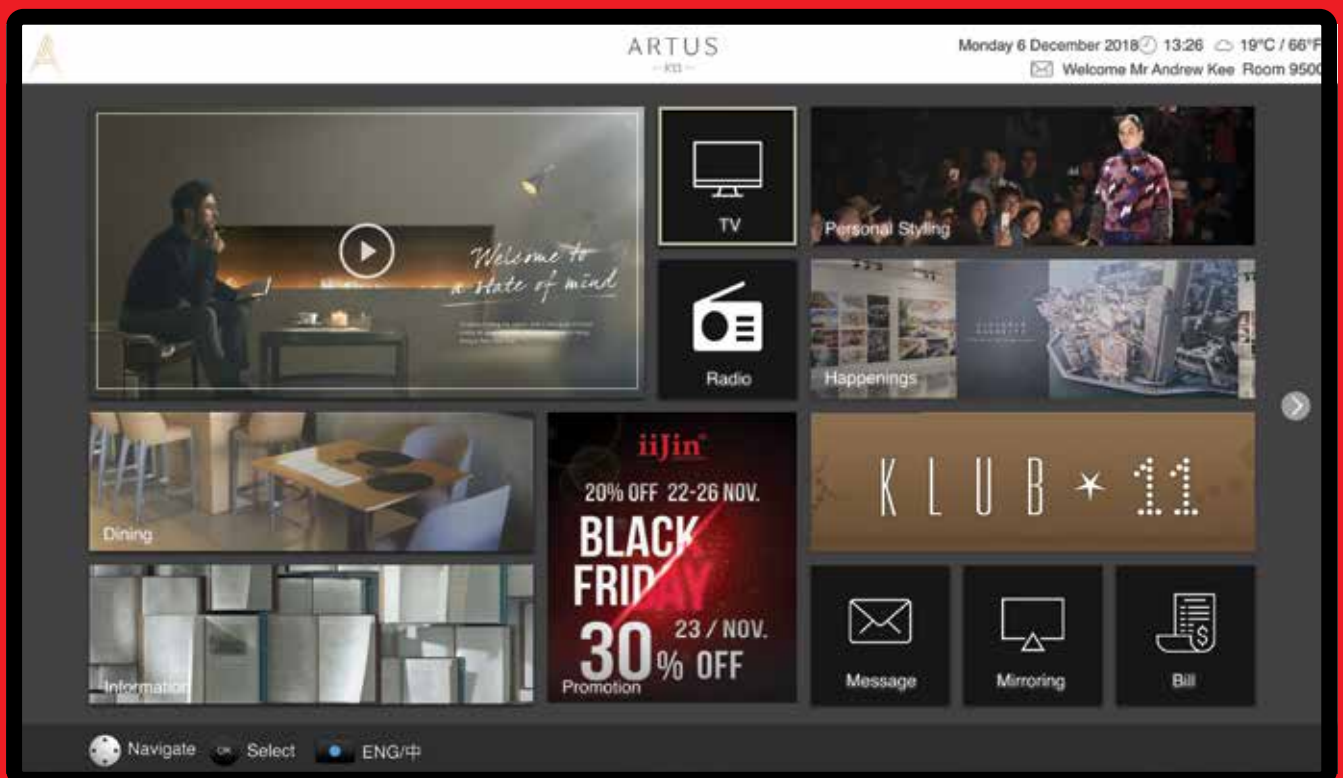 ARTUS
K11
Monday 6 December 2018 13:26 19°C / 66°F
Welcome Mr Andrew Kee Room 9500
Welcome to
a state of mind
TV
Personal Styling
Radio
Happenings
Dining
iiJin
20% OFF 22-26 NOV.
BLACK
FRIDAY
30% OFF
23 / NOV.
Promotion
KLUB ✶ 11
Information
Message
Mirroring
Bill
Navigate
OK
Select
ENG/中